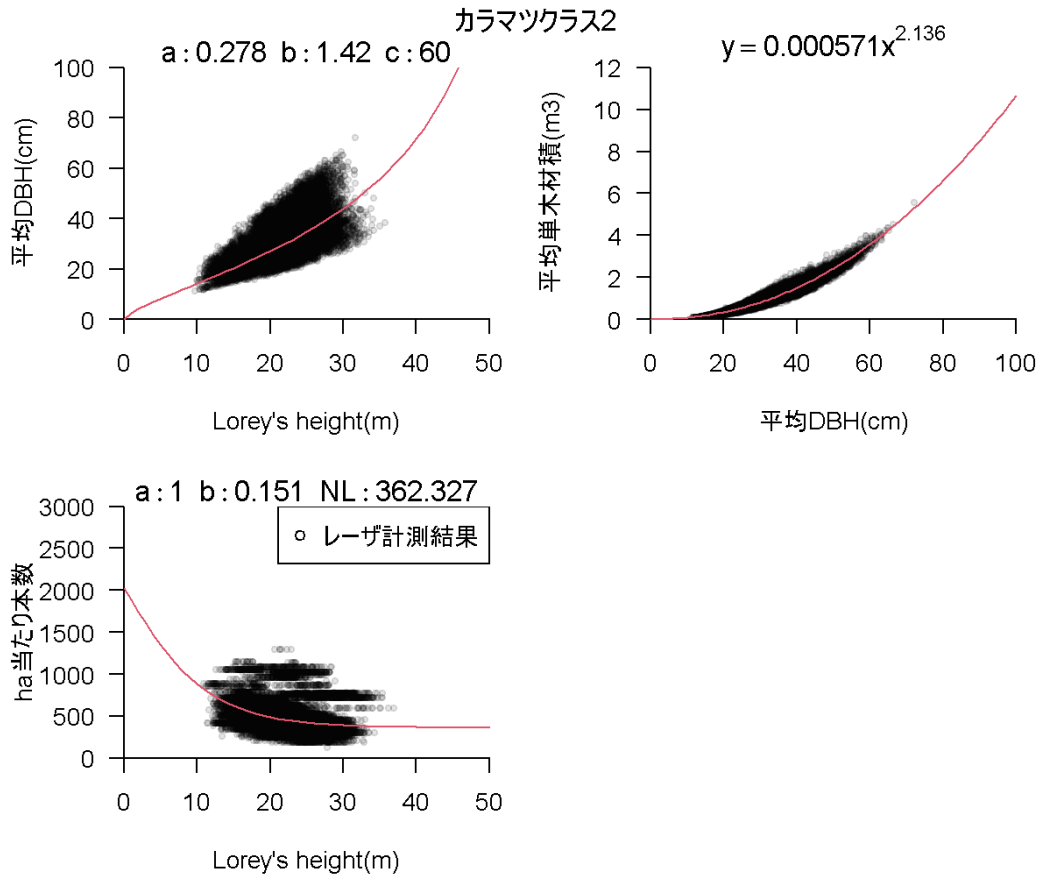 カラマツクラス2
a : 0.278 b : 1.42 c : 60
平均DBH(cm)
100
80
60
40
20
0
0 10 20 30 40 50
Lorey's height(m)
y = 0.000571x^2.136
平均単木材積(m3)
12
10
8
6
4
2
0
0 20 40 60 80 100
平均DBH(cm)
a : 1 b : 0.151 NL : 362.327
ha当たり本数
3000
2500
2000
1500
1000
500
0
レーザ計測結果
0 10 20 30 40 50
Lorey's height(m)